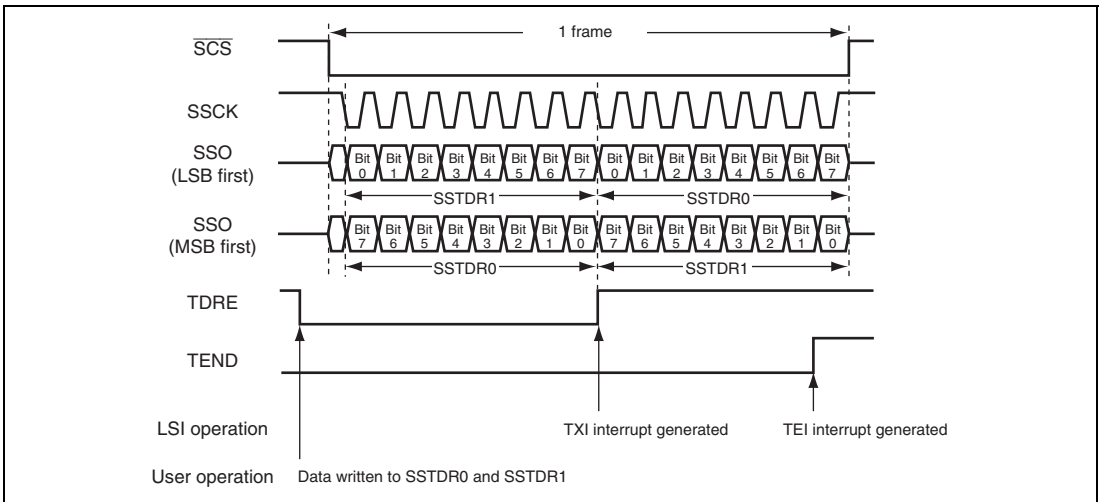 1 frame
SCS
SSCK
SSO
(LSB first)
Bit 0 Bit 1 Bit 2 Bit 3 Bit 4 Bit 5 Bit 6 Bit 7 Bit 0 Bit 1 Bit 2 Bit 3 Bit 4 Bit 5 Bit 6 Bit 7
SSTDR1 SSTDR0
SSO
(MSB first)
Bit 7 Bit 6 Bit 5 Bit 4 Bit 3 Bit 2 Bit 1 Bit 0 Bit 7 Bit 6 Bit 5 Bit 4 Bit 3 Bit 2 Bit 1 Bit 0
SSTDR0 SSTDR1
TDRE
TEND
LSI operation TXI interrupt generated TEI interrupt generated
User operation Data written to SSTDR0 and SSTDR1